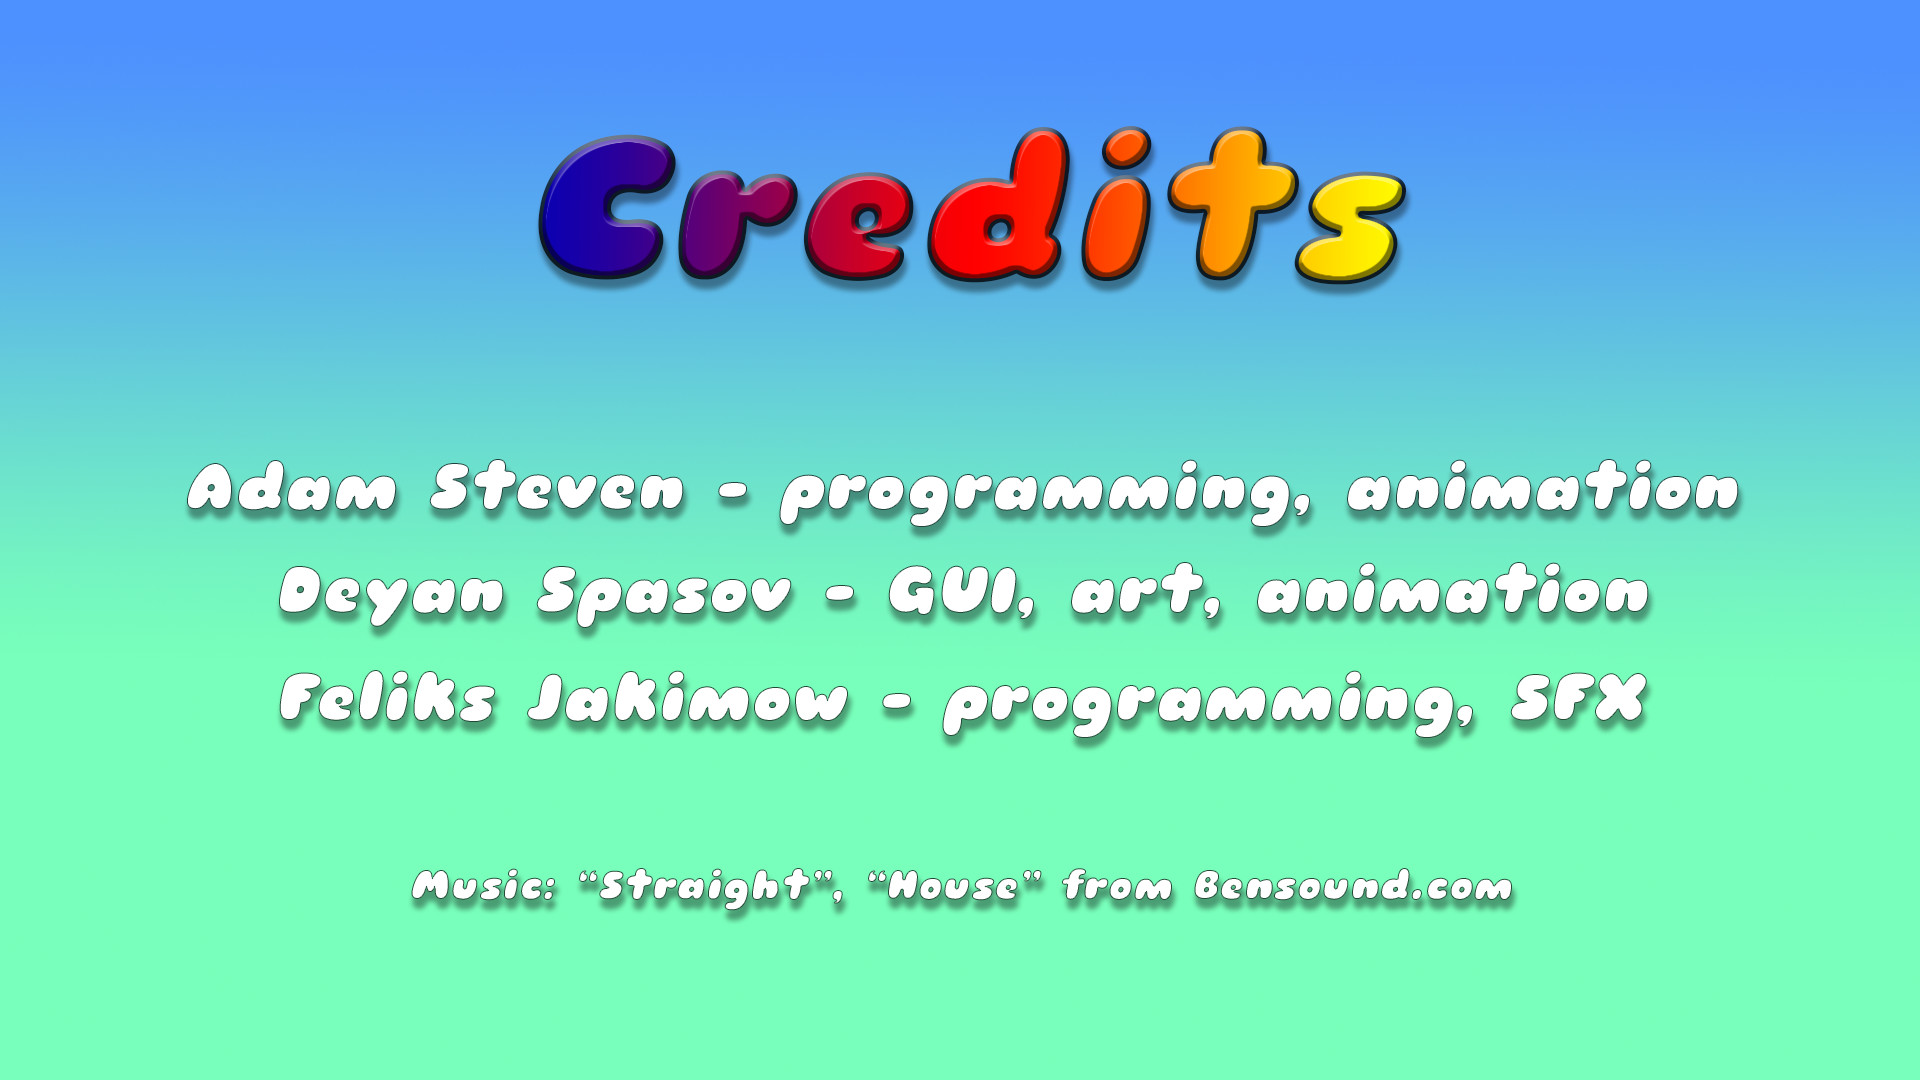 Credits
Adam Steven - programming, animation
Deyan Spasov - GUI, art, animation
Feliks Jakimow - programming, SFX
Music: “Straight”, “House” from Bensound.com